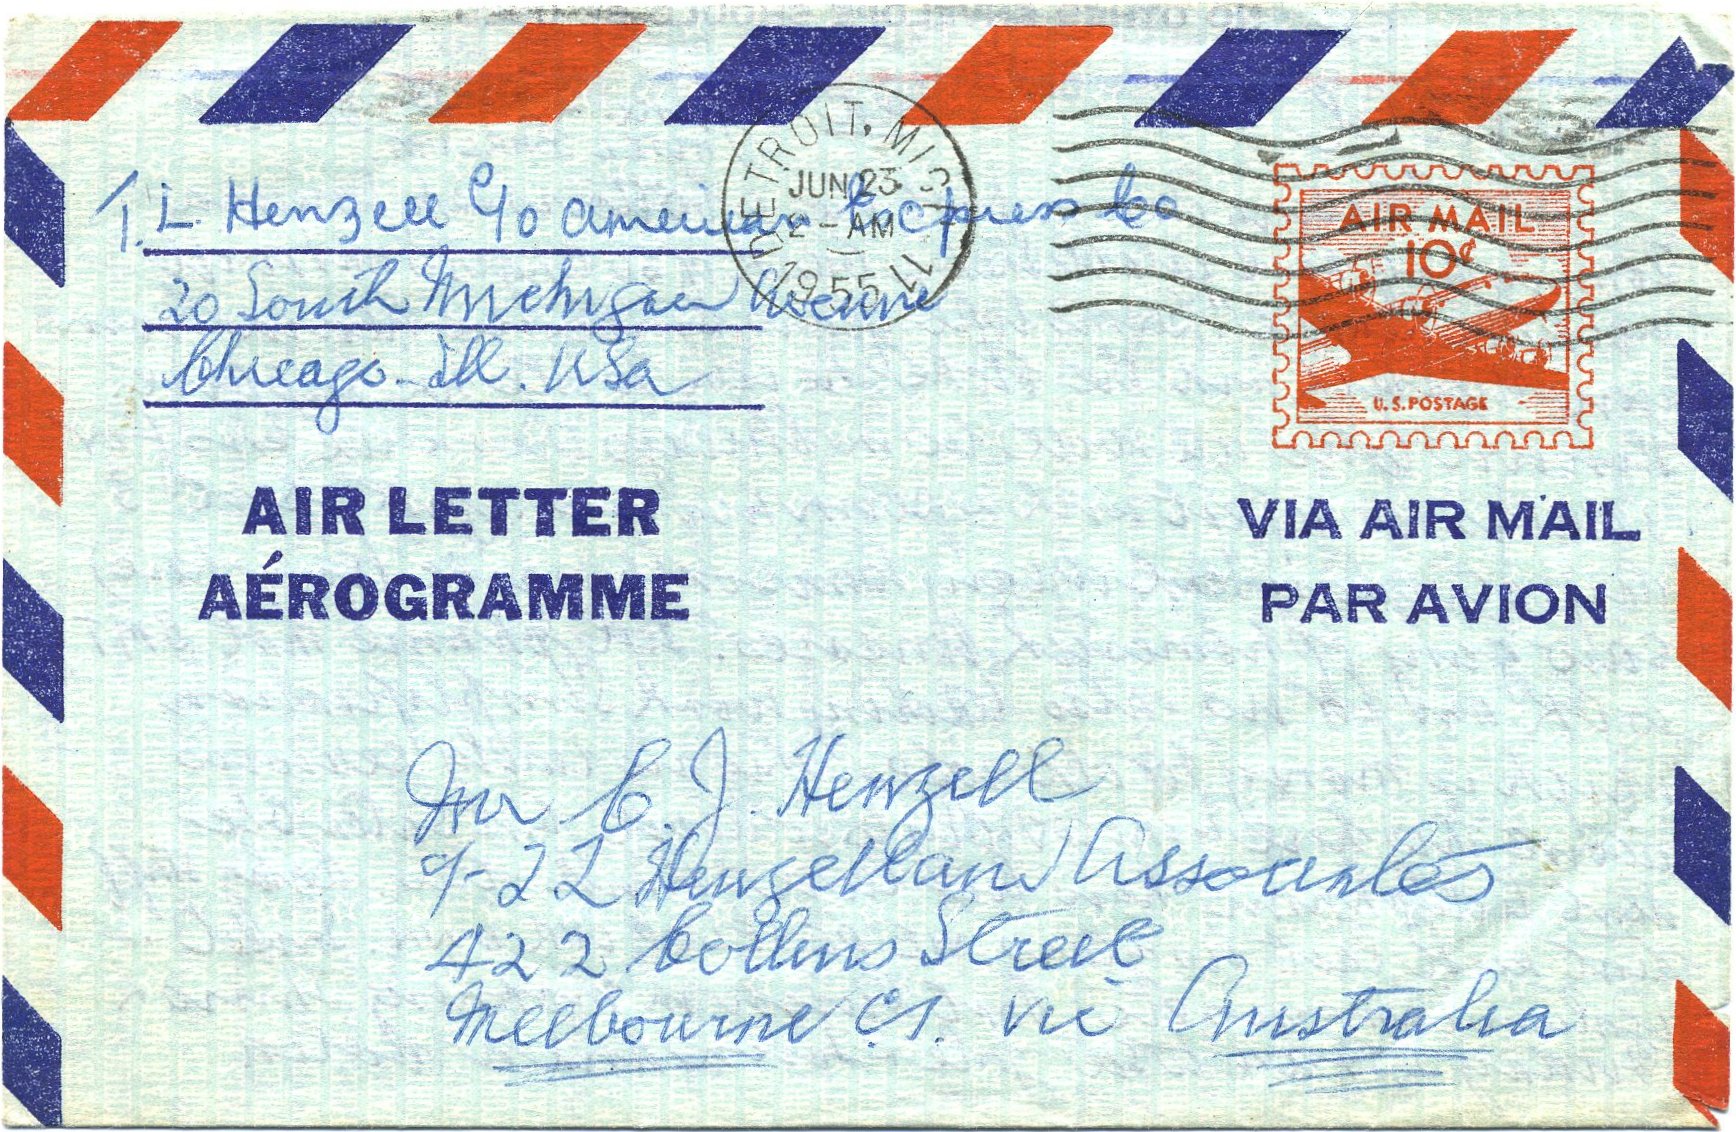 DETROIT, MICH.
JUN 23
2 - AM
1955
T. L. Henzell C/o American Express Co
20 South Michigan Avenue
Chicago - Ill. USA
AIR MAIL
10¢
U.S. POSTAGE
AIR LETTER
AÉROGRAMME
VIA AIR MAIL
PAR AVION
Mr C. J. Henzell
Henzell and Associates
422 Collins Street
Melbourne C1. Vic Australia